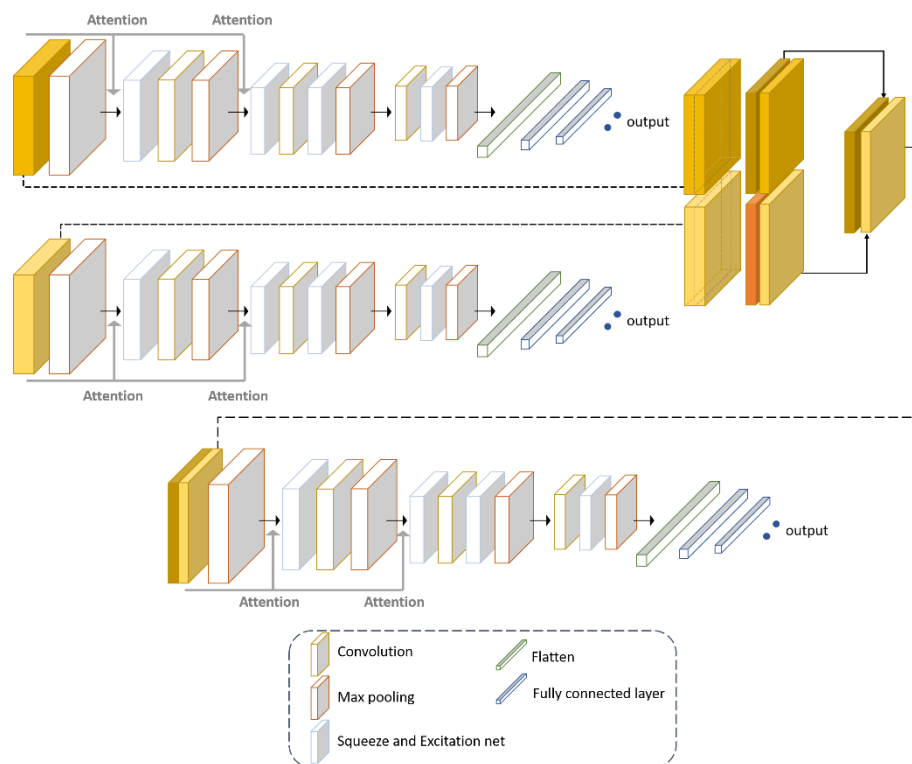 Attention
Attention
output
output
Attention
Attention
output
Attention
Attention
Convolution
Flatten
Max pooling
Fully connected layer
Squeeze and Excitation net